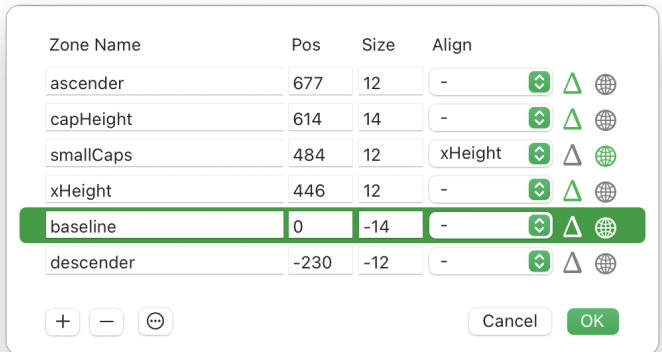 Zone Name Pos Size Align
ascender 677 12 -
capHeight 614 14 -
smallCaps 484 12 xHeight
xHeight 446 12 -
baseline 0 -14 -
descender -230 -12 -
Cancel OK